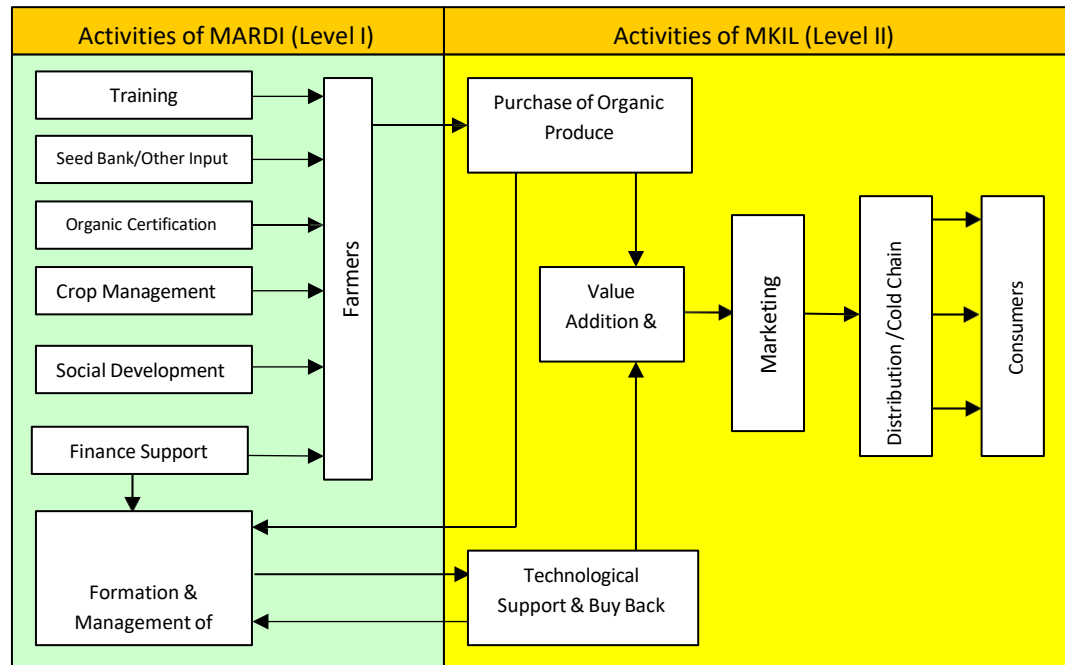 Activities of MARDI (Level I)
Activities of MKIL (Level II)
Training
Seed Bank/Other Input
Organic Certification
Crop Management
Social Development
Finance Support
Formation &
Management of
Farmers
Purchase of Organic
Produce
Value
Addition &
Technological
Support & Buy Back
Marketing
Distribution /Cold Chain
Consumers